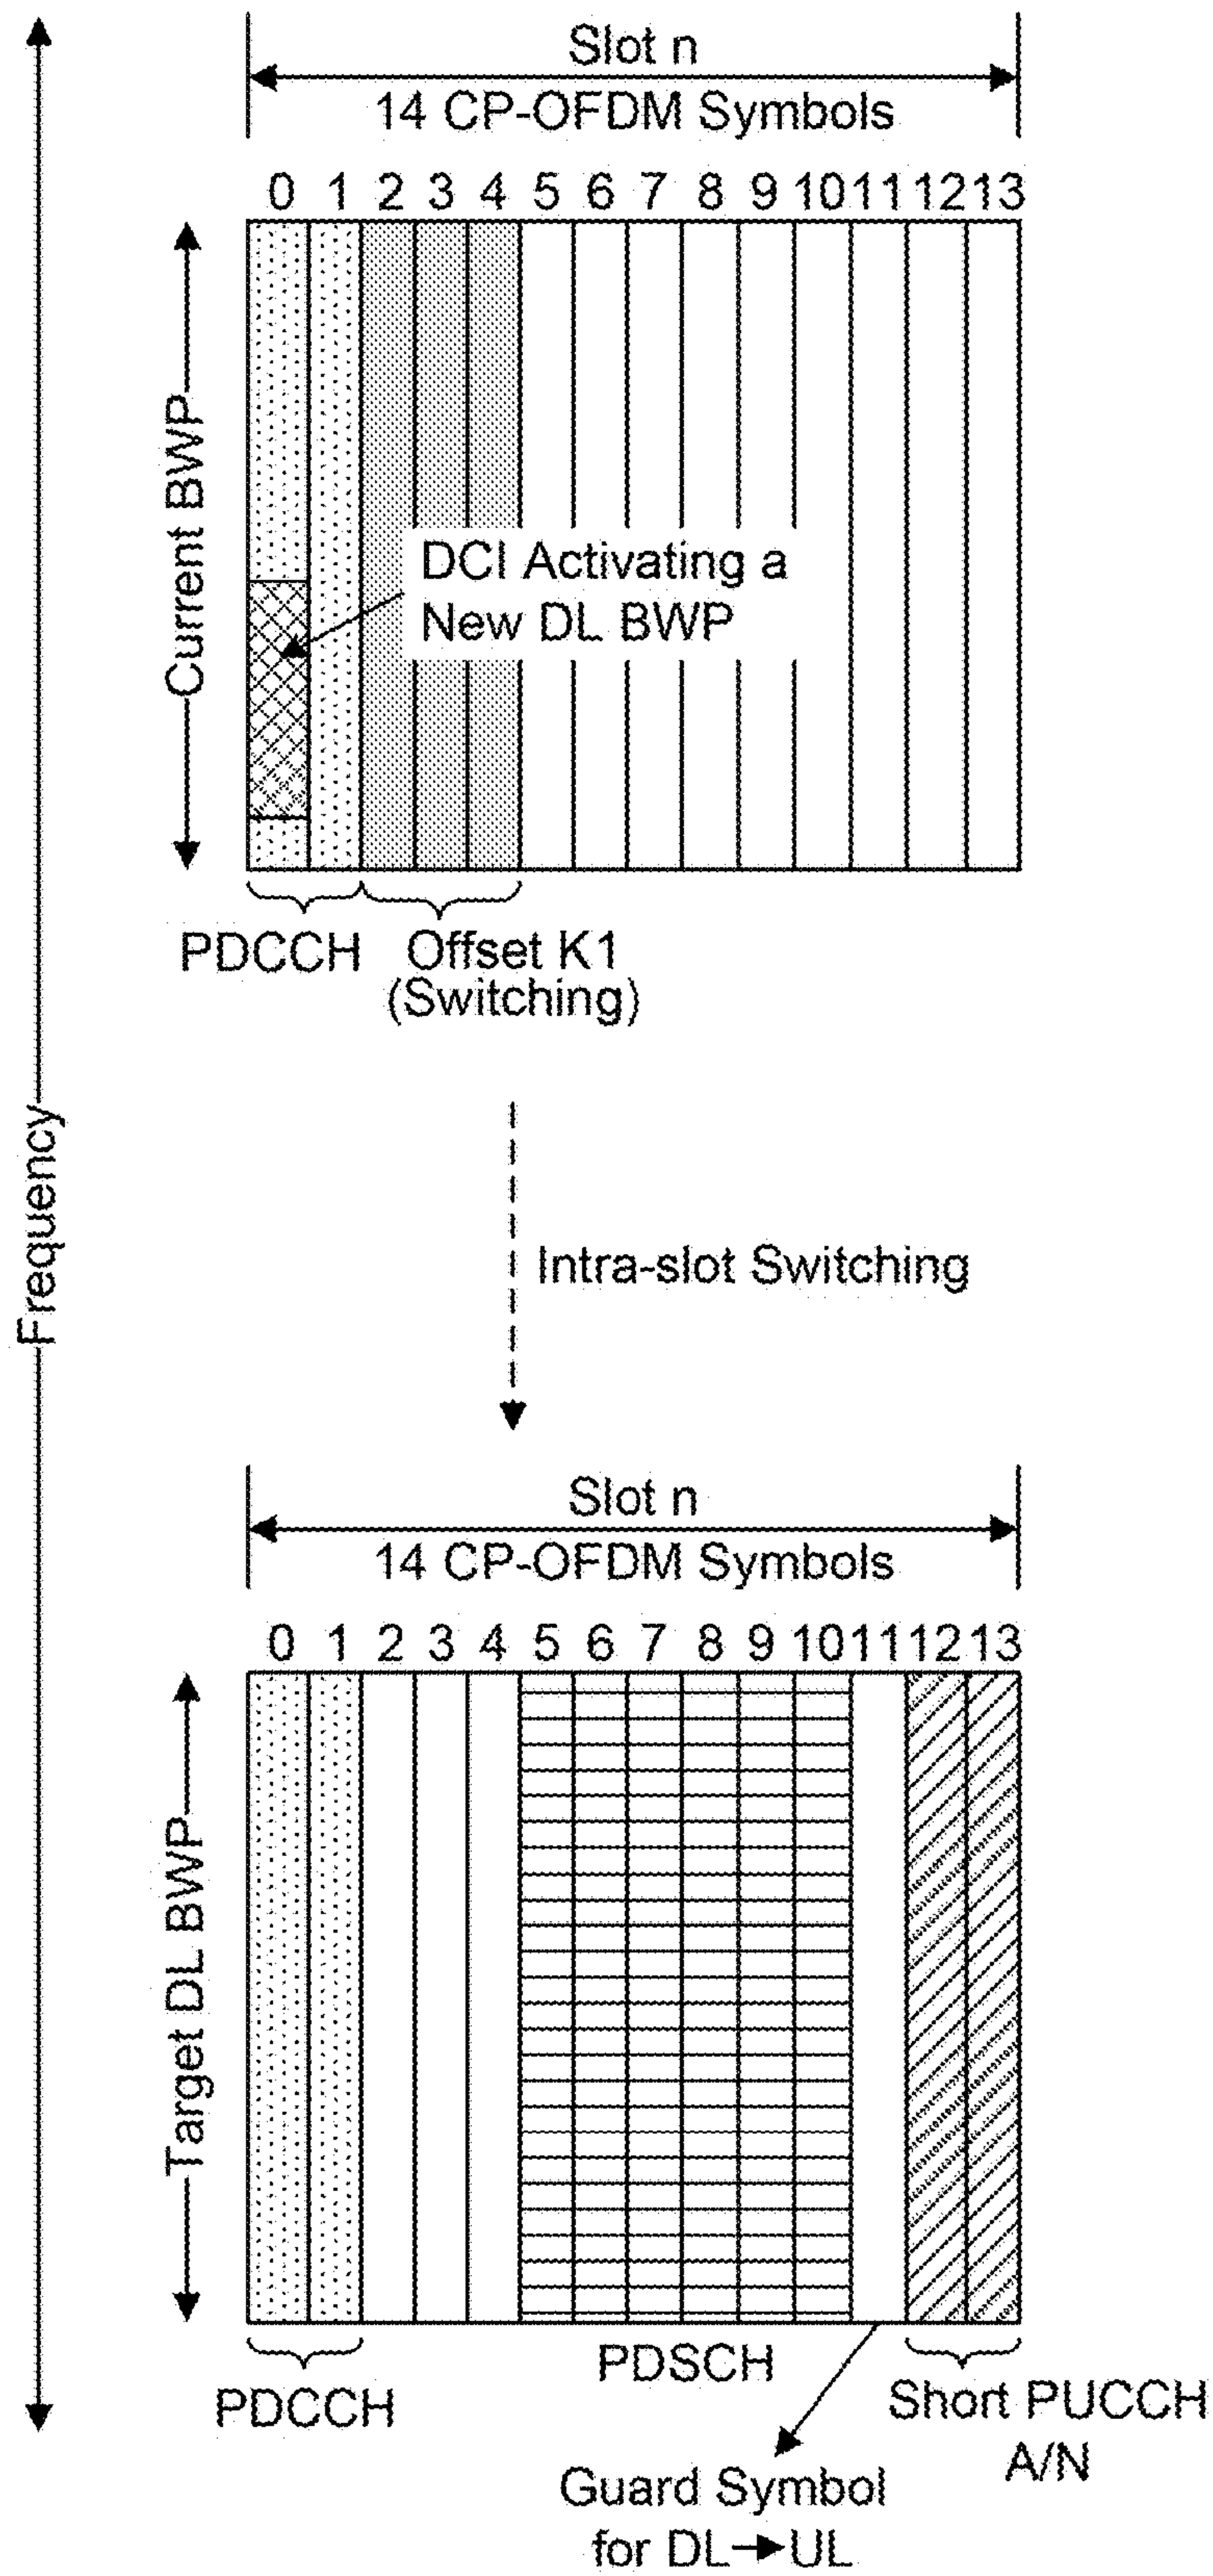 Slot n
14 CP-OFDM Symbols
0 1 2 3 4 5 6 7 8 9 10 11 12 13
Current BWP
DCI Activating a
New DL BWP
PDCCH
Offset K1
(Switching)
Frequency
Intra-slot Switching
Slot n
14 CP-OFDM Symbols
0 1 2 3 4 5 6 7 8 9 10 11 12 13
Target DL BWP
PDCCH
PDSCH
Short PUCCH
A/N
Guard Symbol
for DL→UL